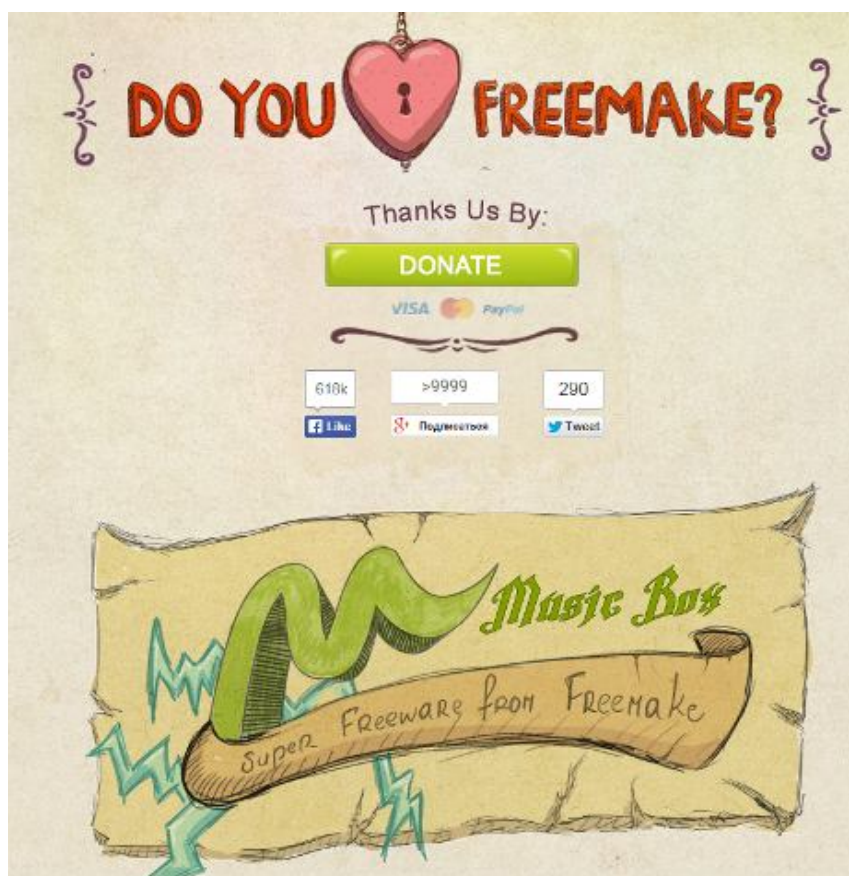 DO YOU FREEMAKE?
Thanks Us By:
DONATE
VISA PayPal
618k >9999 290
Like Подписаться Tweet
Music Box
Super Freeware from Freemake